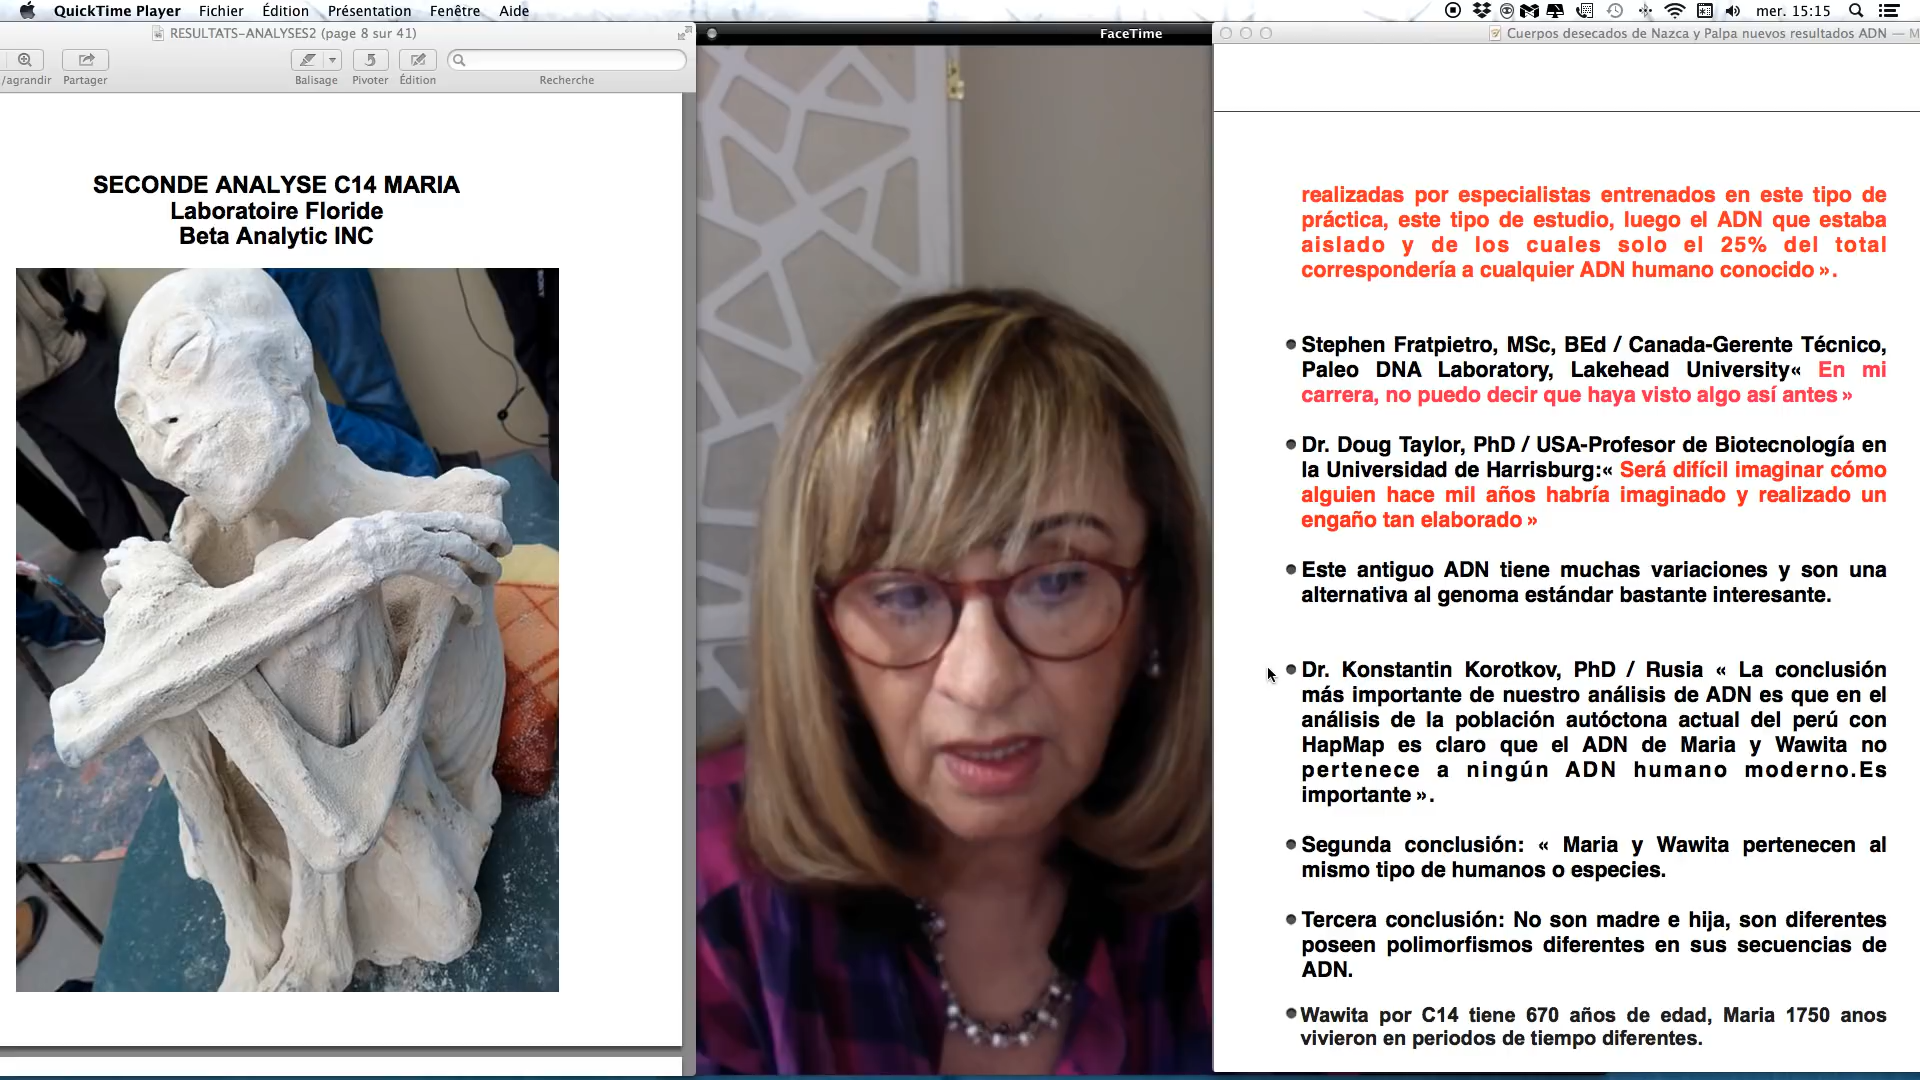 QuickTime Player Fichier Édition Présentation Fenêtre Aide
mer. 15:15
RESULTATS-ANALYSES2 (page 8 sur 41)
/agrandir
Partager
Balisage
Pivoter
Édition
Recherche
SECONDE ANALYSE C14 MARIA
Laboratoire Floride
Beta Analytic INC
FaceTime
Cuerpos desecados de Nazca y Palpa nuevos resultados ADN — M
realizadas por especialistas entrenados en este tipo de
práctica, este tipo de estudio, luego el ADN que estaba
aislado y de los cuales solo el 25% del total
correspondería a cualquier ADN humano conocido ».
Stephen Fratpietro, MSc, BEd / Canada-Gerente Técnico,
Paleo DNA Laboratory, Lakehead University« En mi
carrera, no puedo decir que haya visto algo así antes »
Dr. Doug Taylor, PhD / USA-Profesor de Biotecnología en
la Universidad de Harrisburg:« Será difícil imaginar cómo
alguien hace mil años habría imaginado y realizado un
engaño tan elaborado »
Este antiguo ADN tiene muchas variaciones y son una
alternativa al genoma estándar bastante interesante.
Dr. Konstantin Korotkov, PhD / Rusia « La conclusión
más importante de nuestro análisis de ADN es que en el
análisis de la población autóctona actual del perú con
HapMap es claro que el ADN de Maria y Wawita no
pertenece a ningún ADN humano moderno.Es
importante ».
Segunda conclusión: « Maria y Wawita pertenecen al
mismo tipo de humanos o especies.
Tercera conclusión: No son madre e hija, son diferentes
poseen polimorfismos diferentes en sus secuencias de
ADN.
Wawita por C14 tiene 670 años de edad, Maria 1750 anos
vivieron en periodos de tiempo diferentes.